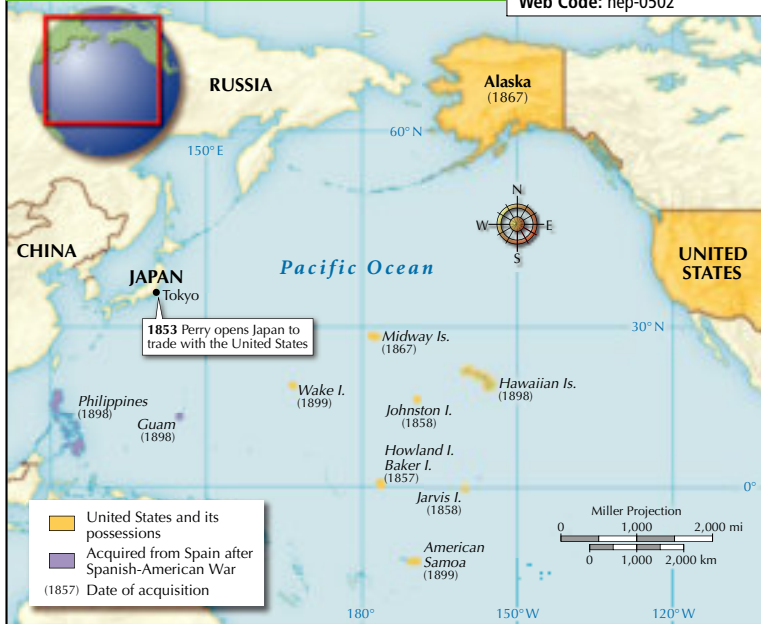 Web Code: nep-0502
RUSSIA
Alaska
(1867)
60°N
150°E
N
W
E
S
CHINA
JAPAN
Tokyo
Pacific Ocean
UNITED
STATES
1853 Perry opens Japan to
trade with the United States
30°N
Midway Is.
(1867)
Wake I.
(1899)
Hawaiian Is.
(1898)
Johnston I.
(1858)
Philippines
(1898)
Guam
(1898)
Howland I.
Baker I.
(1857)
Jarvis I.
(1858)
0°
American
Samoa
(1899)
United States and its
possessions
Acquired from Spain after
Spanish-American War
(1857) Date of acquisition
Miller Projection
0 1,000 2,000 mi
0 1,000 2,000 km
180°
150°W
120°W